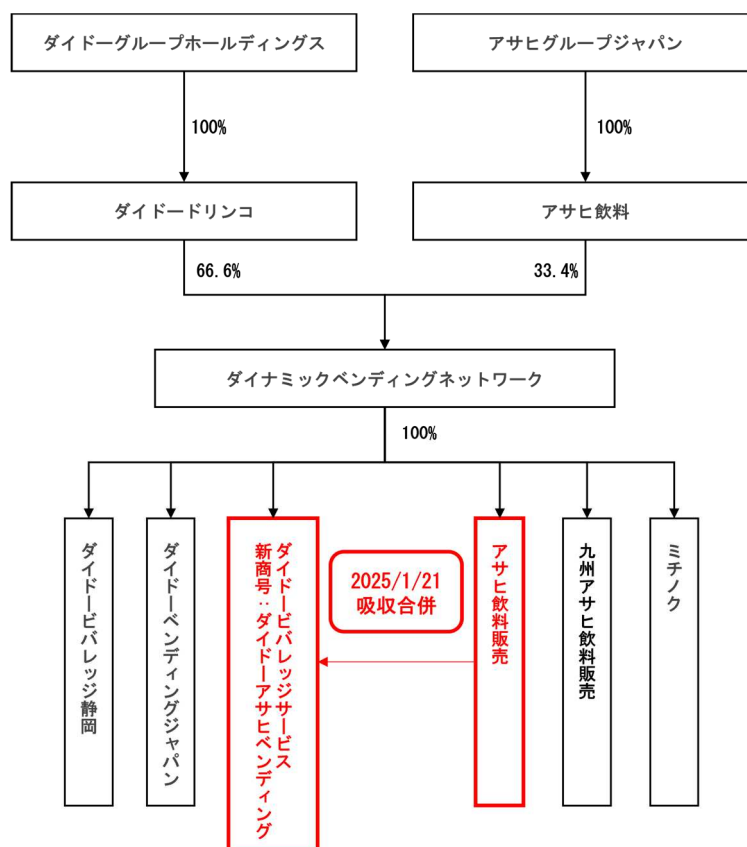 ダイドーグループホールディングス
アサヒグループジャパン
100%
100%
ダイドードリンコ
アサヒ飲料
66.6%
33.4%
ダイナミックベンディングネットワーク
100%
ダイドービバレッジ静岡
ダイドーベンディングジャパン
ダイドービバレッジサービス
新商号：ダイドーアサヒベンディング
2025/1/21
吸収合併
アサヒ飲料販売
九州アサヒ飲料販売
ミチノク